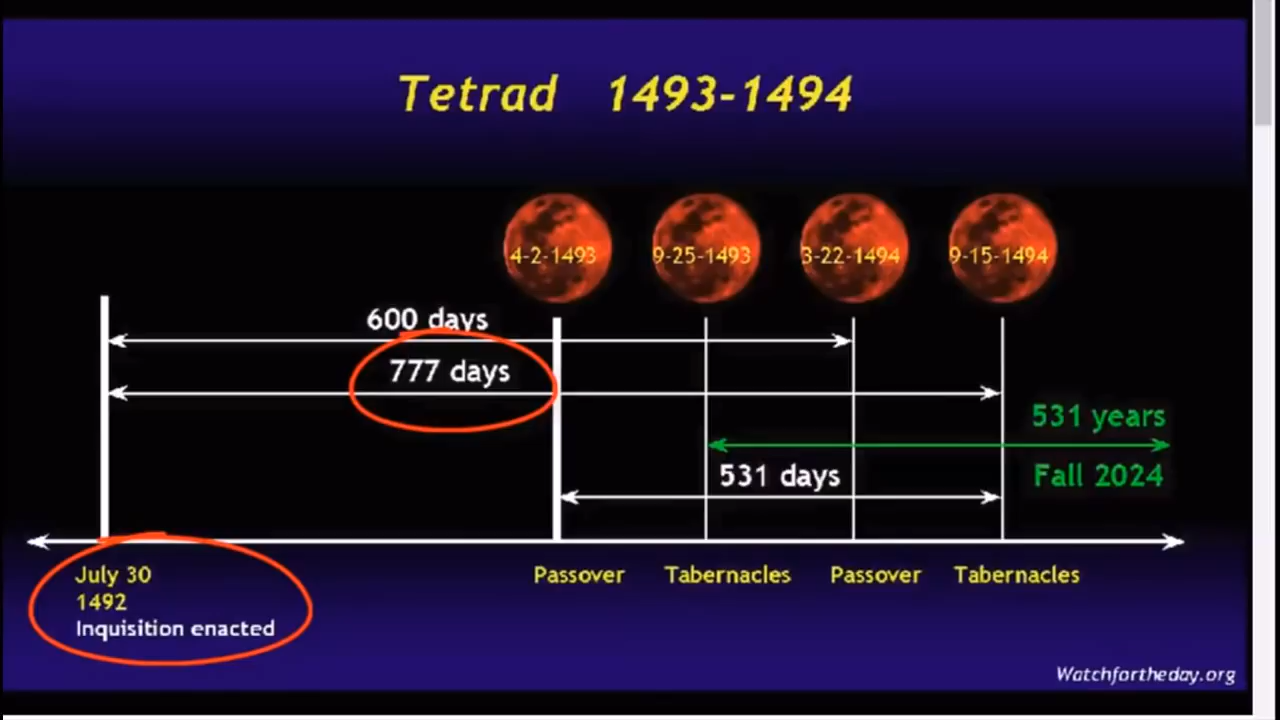 Tetrad 1493-1494
4-2-1493
9-25-1493
3-22-1494
9-15-1494
600 days
777 days
531 years
531 days
Fall 2024
July 30
1492
Inquisition enacted
Passover
Tabernacles
Passover
Tabernacles
Watchfortheday.org